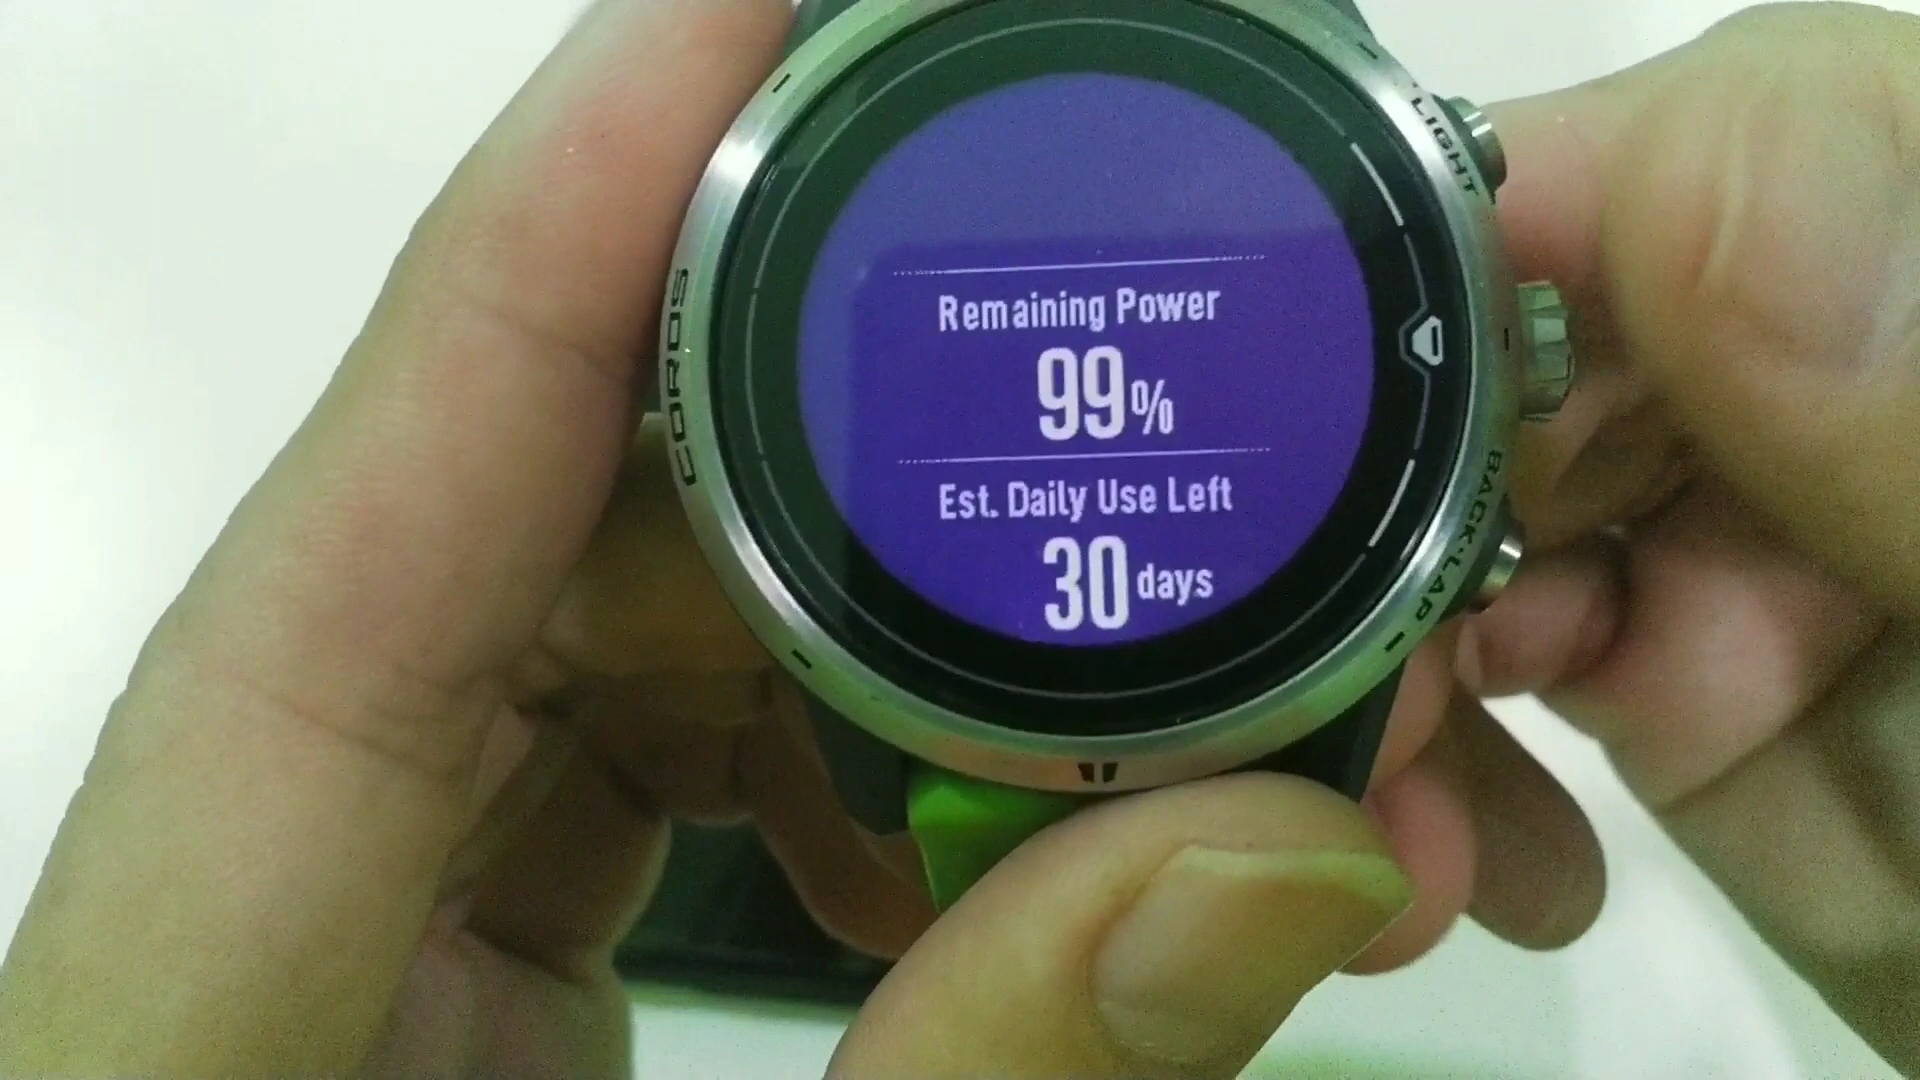 LIGHT
COROS
Remaining Power
99%
Est. Daily Use Left
30 days
BACK·LAP